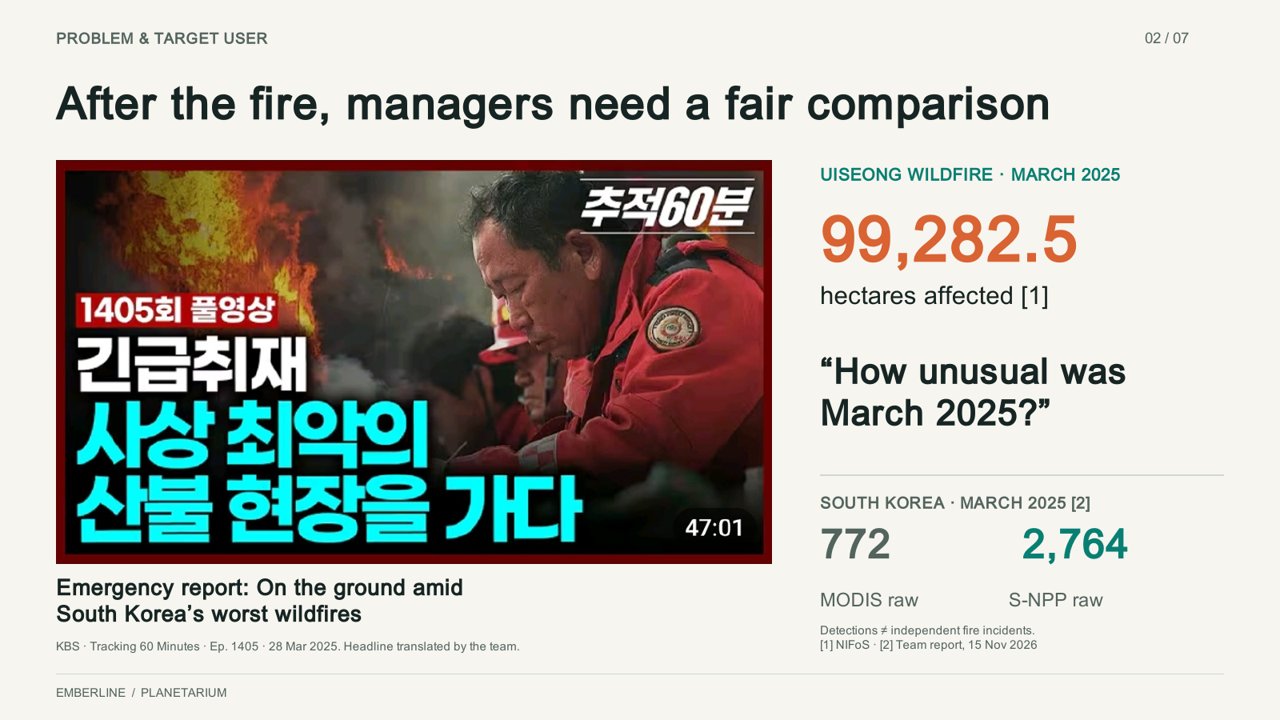 PROBLEM & TARGET USER
02 / 07
After the fire, managers need a fair comparison
추적60분
1405회 풀영상
긴급취재
사상 최악의
산불 현장을 가다
47:01
Emergency report: On the ground amid
South Korea’s worst wildfires
KBS · Tracking 60 Minutes · Ep. 1405 · 28 Mar 2025. Headline translated by the team.
UISEONG WILDFIRE · MARCH 2025
99,282.5
hectares affected [1]
“How unusual was
March 2025?”
SOUTH KOREA · MARCH 2025 [2]
772 2,764
MODIS raw S-NPP raw
Detections ≠ independent fire incidents.
[1] NIFoS · [2] Team report, 15 Nov 2026
EMBERLINE / PLANETARIUM